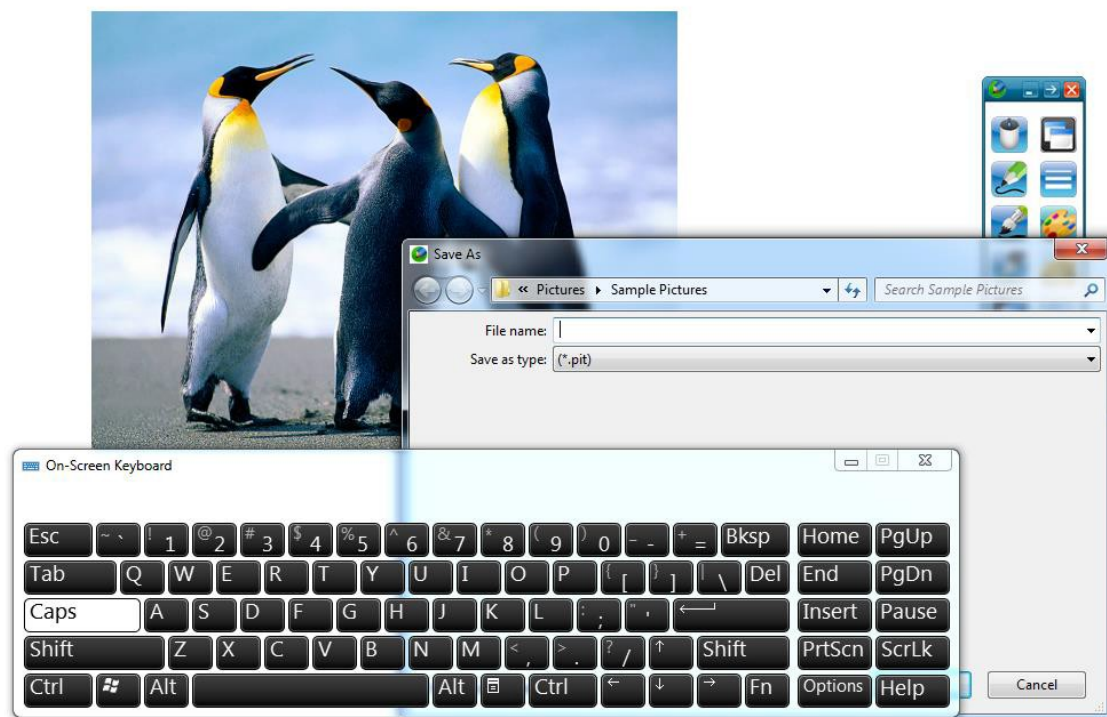 Save As
« Pictures ▸ Sample Pictures
Search Sample Pictures
File name:
Save as type: (*.pit)
On-Screen Keyboard
Esc ~ ` ! 1 @ 2 # 3 $ 4 % 5 ^ 6 & 7 * 8 ( 9 ) 0 _ - + = Bksp Home PgUp
Tab Q W E R T Y U I O P { [ } ] | \ Del End PgDn
Caps A S D F G H J K L : ; " ' Insert Pause
Shift Z X C V B N M < , > . ? / ↑ Shift PrtScn ScrLk
Ctrl Alt Alt Ctrl ← ↓ → Fn Options Help
Cancel